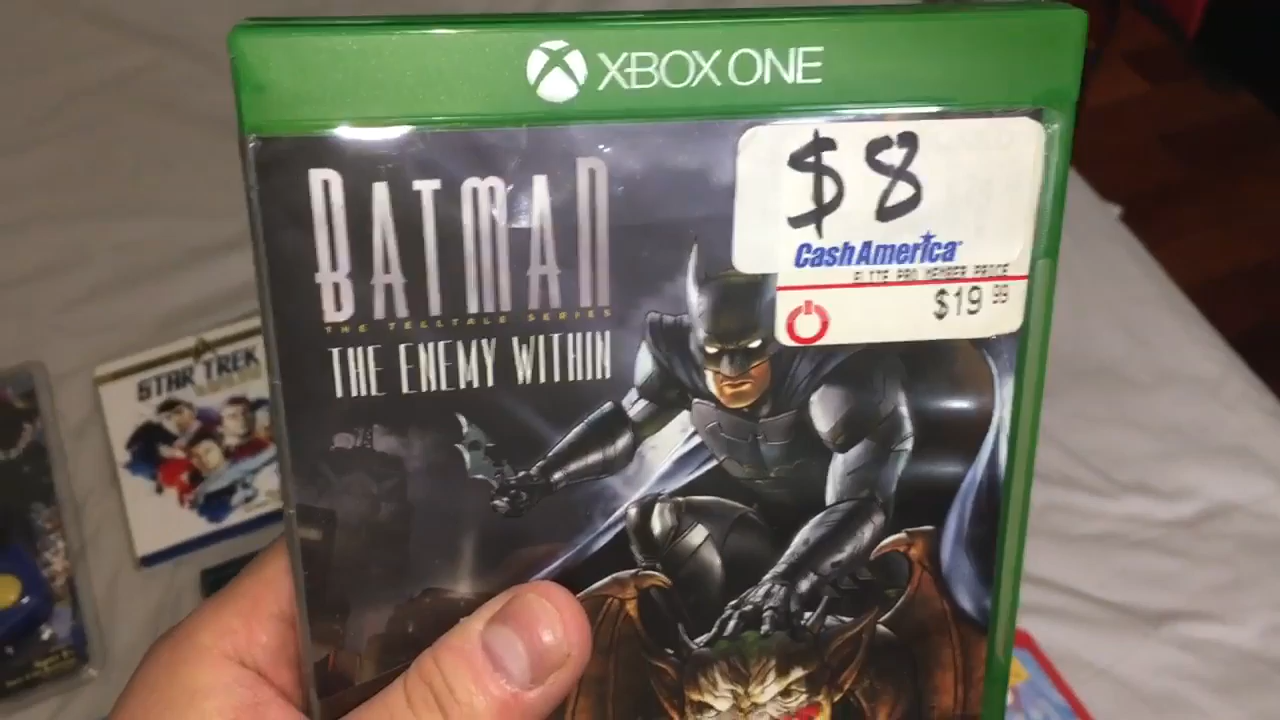 XBOX ONE
$8
CashAmerica
ELITE PRO MEMBER PRICE
$19 99
BATMAN
THE TELLTALE SERIES
THE ENEMY WITHIN
STAR TREK